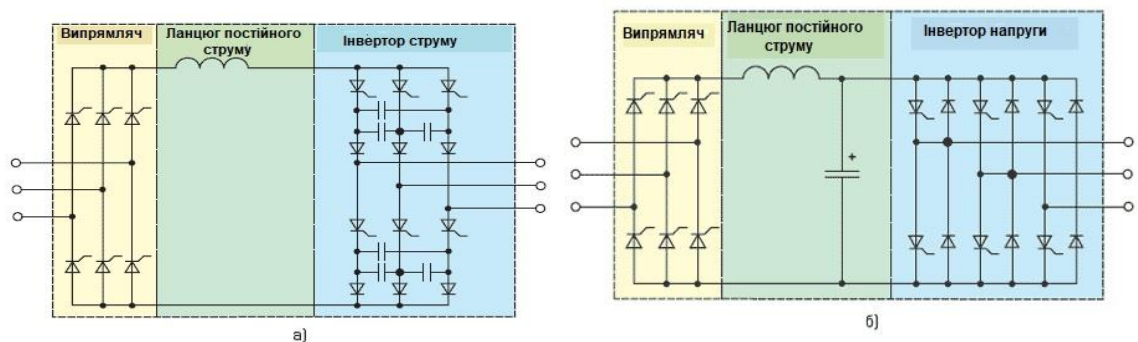 Випрямляч
Ланцюг постійного
струму
Інвертор струму
а)
Випрямляч
Ланцюг постійного
струму
Інвертор напруги
+
б)